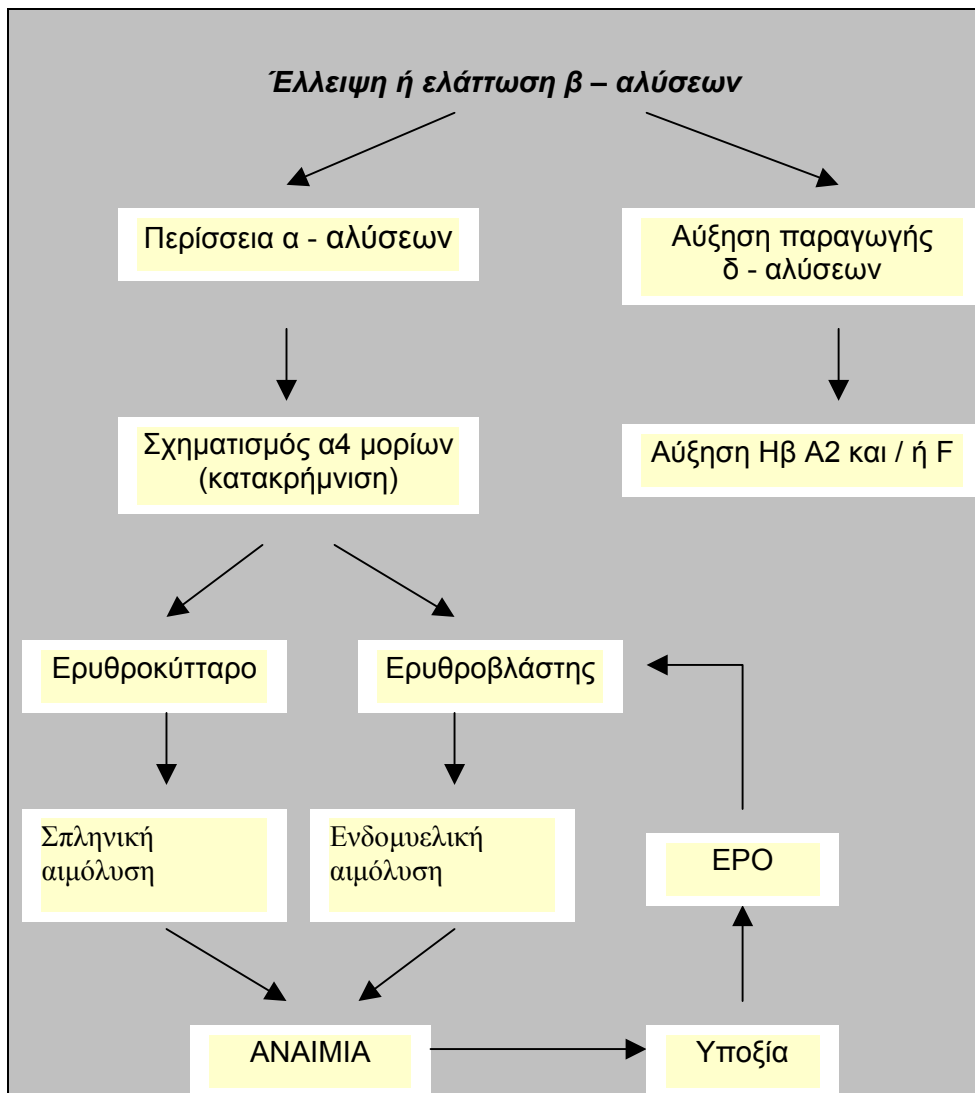 Έλλειψη ή ελάττωση β – αλύσεων
Περίσσεια α - αλύσεων
Αύξηση παραγωγής
δ - αλύσεων
Σχηματισμός α4 μορίων
(κατακρήμνιση)
Αύξηση Ηβ Α2 και / ή F
Ερυθροκύτταρο
Ερυθροβλάστης
Σπληνική
αιμόλυση
Ενδομυελική
αιμόλυση
ΕΡΟ
ΑΝΑΙΜΙΑ
Υποξία